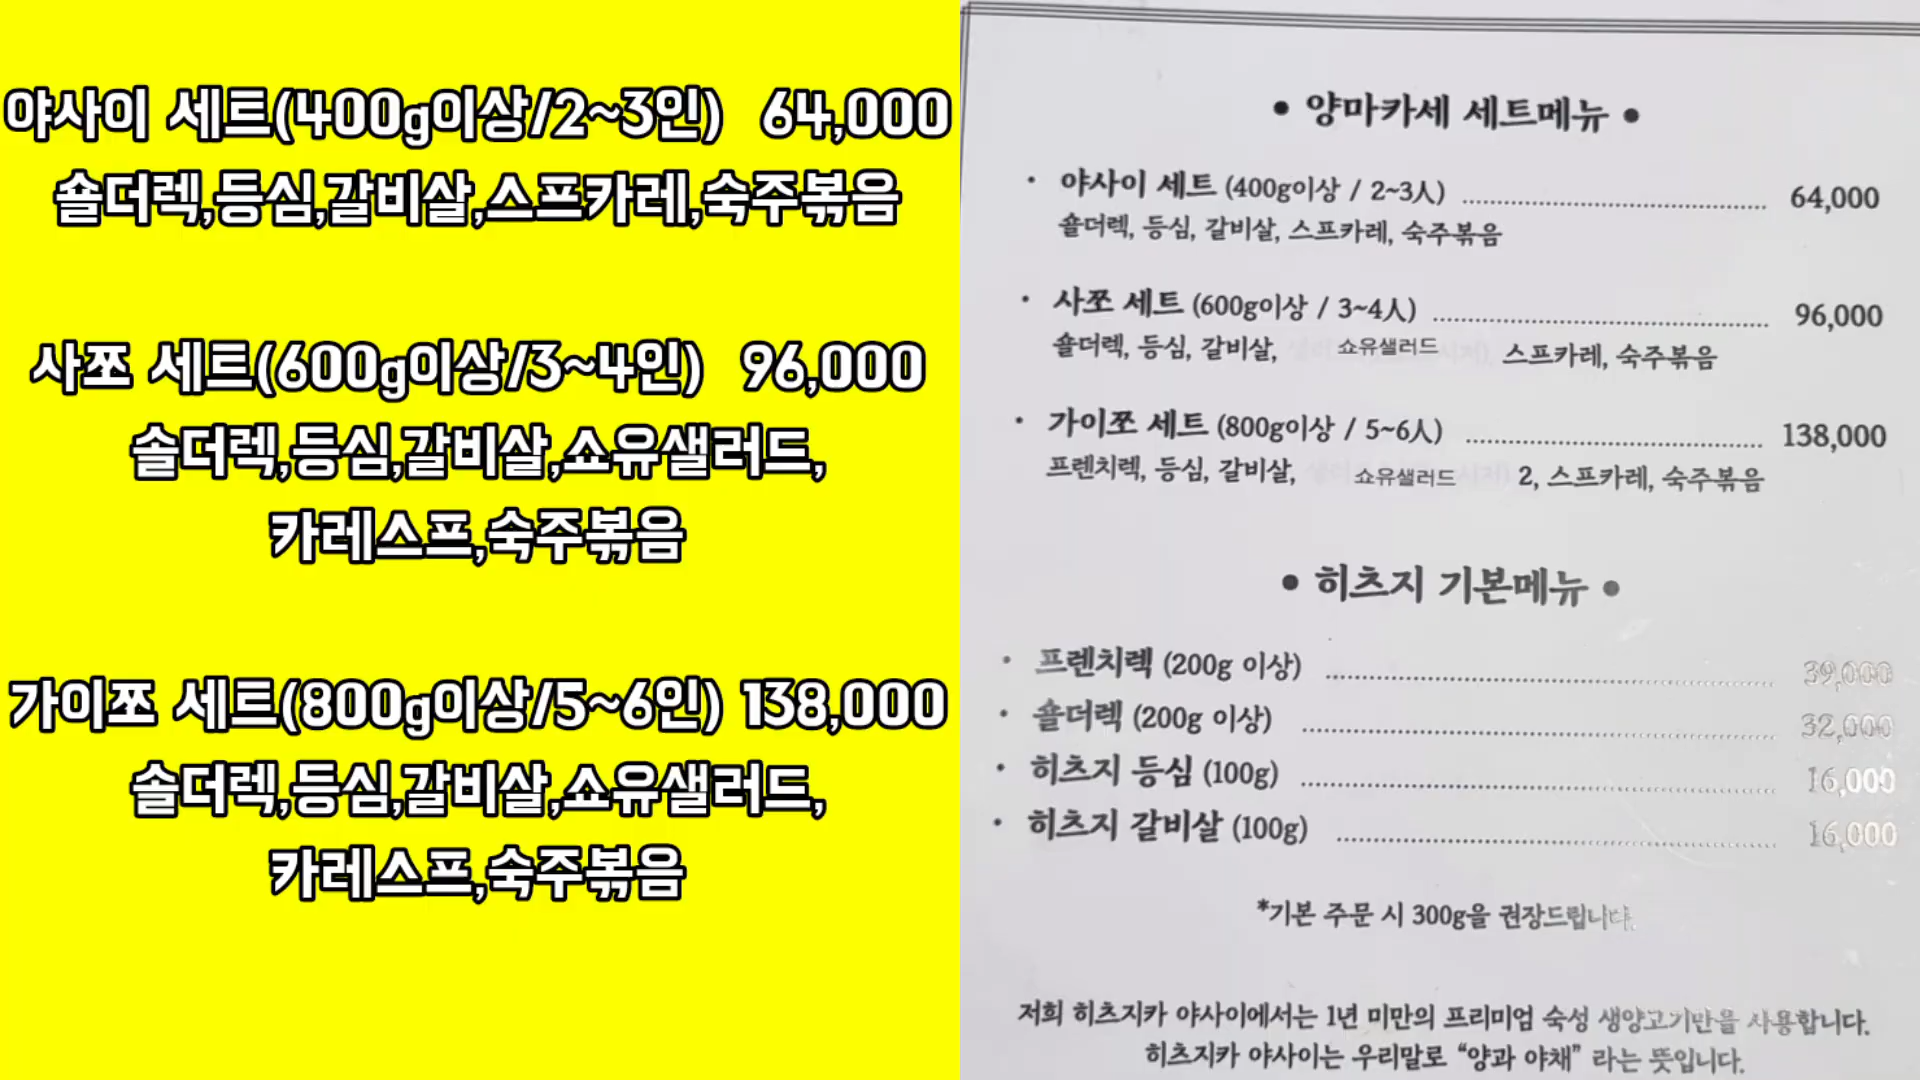 야사이 세트(400g이상/2~3인) 64,000
숄더렉,등심,갈비살,스프카레,숙주볶음
사쪼 세트(600g이상/3~4인) 96,000
솔더렉,등심,갈비살,쇼유샐러드,
카레스프,숙주볶음
가이쪼 세트(800g이상/5~6인) 138,000
솔더렉,등심,갈비살,쇼유샐러드,
카레스프,숙주볶음
• 양마카세 세트메뉴 •
· 야사이 세트 (400g이상 / 2~3人) 64,000
숄더렉, 등심, 갈비살, 스프카레, 숙주볶음
· 사쪼 세트 (600g이상 / 3~4人) 96,000
숄더렉, 등심, 갈비살, 쇼유샐러드 스프카레, 숙주볶음
· 가이쪼 세트 (800g이상 / 5~6人) 138,000
프렌치렉, 등심, 갈비살, 쇼유샐러드 2, 스프카레, 숙주볶음
• 히츠지 기본메뉴 •
· 프렌치렉 (200g 이상) 39,000
· 숄더렉 (200g 이상) 32,000
· 히츠지 등심 (100g) 16,000
· 히츠지 갈비살 (100g) 16,000
*기본 주문 시 300g을 권장드립니다.
저희 히츠지카 야사이에서는 1년 미만의 프리미엄 숙성 생양고기만을 사용합니다.
히츠지카 야사이는 우리말로 “양과 야채” 라는 뜻입니다.